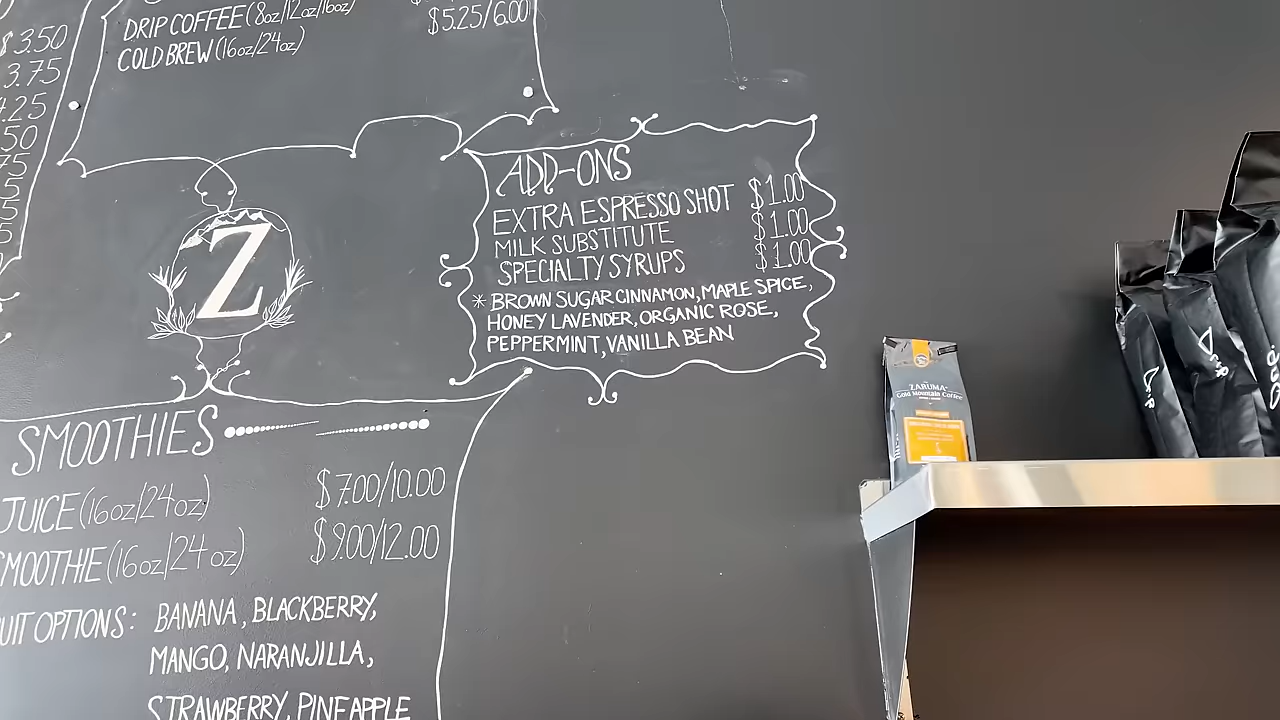 $3.50
3.75
.25
.50
DRIP COFFEE (8oz/12oz/16oz)
COLD BREW (16oz/24oz)
$5.25/6.00
ADD-ONS
EXTRA ESPRESSO SHOT $1.00
MILK SUBSTITUTE $1.00
SPECIALTY SYRUPS $1.00
* BROWN SUGAR CINNAMON, MAPLE SPICE,
HONEY LAVENDER, ORGANIC ROSE,
PEPPERMINT, VANILLA BEAN
Z
SMOOTHIES
JUICE (16oz/24oz) $7.00/10.00
SMOOTHIE (16oz/24oz) $9.00/12.00
UIT OPTIONS: BANANA, BLACKBERRY,
MANGO, NARANJILLA,
STRAWBERRY, PINEAPPLE
ZARUMA
Gold Mountain Coffee